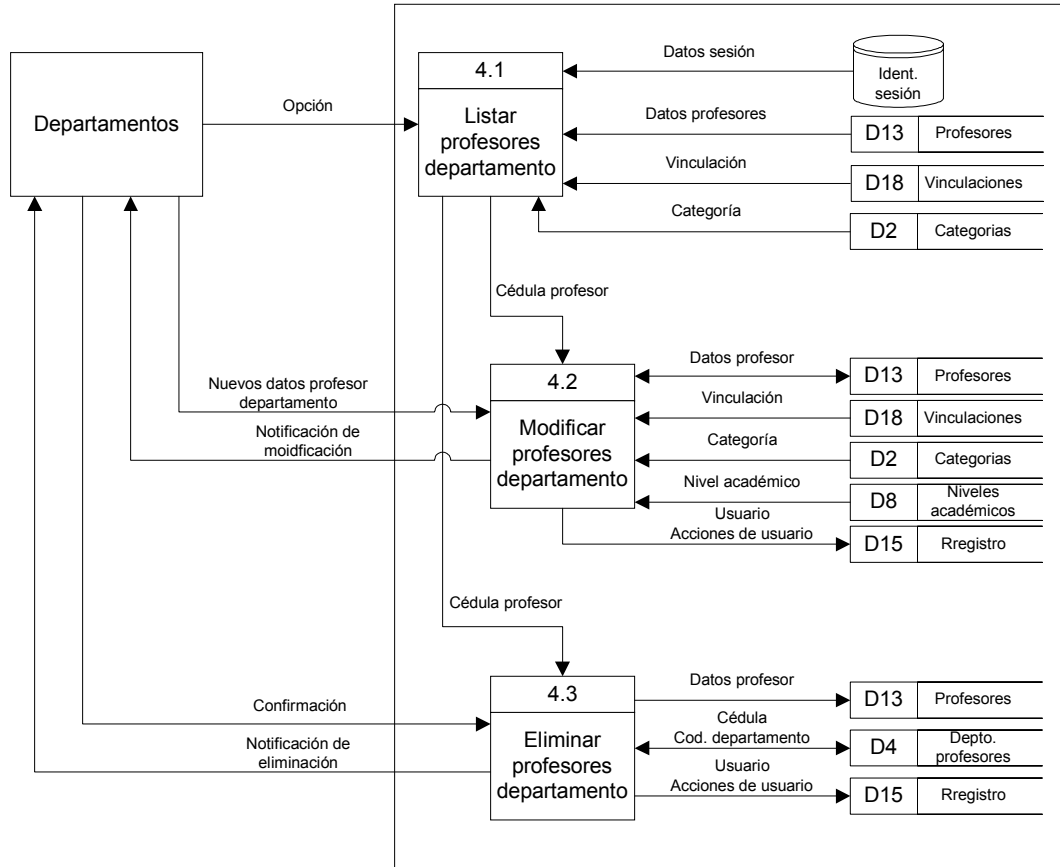 Departamentos
Opción
4.1
Listar
profesores
departamento
Datos sesión
Ident.
sesión
Datos profesores
D13
Profesores
Vinculación
D18
Vinculaciones
Categoría
D2
Categorias
Cédula profesor
Nuevos datos profesor
departamento
Notificación de
moidficación
4.2
Modificar
profesores
departamento
Datos profesor
D13
Profesores
Vinculación
D18
Vinculaciones
Categoría
D2
Categorias
Nivel académico
D8
Niveles
académicos
Usuario
Acciones de usuario
D15
Rregistro
Cédula profesor
Confirmación
Notificación de
eliminación
4.3
Eliminar
profesores
departamento
Datos profesor
D13
Profesores
Cédula
Cod. departamento
D4
Depto.
profesores
Usuario
Acciones de usuario
D15
Rregistro